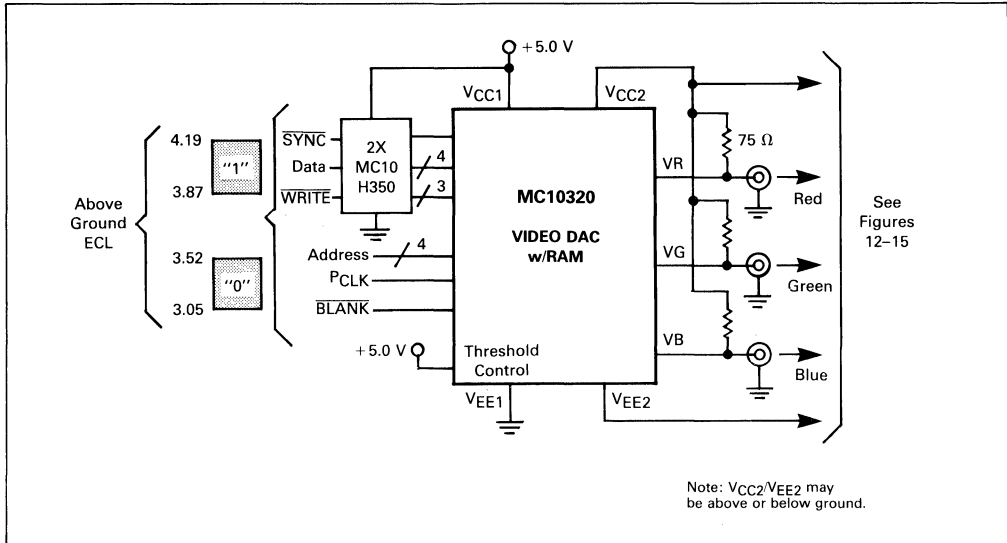 +5.0 V
VCC1
VCC2
4.19
"1"
3.87
Above
Ground
ECL
3.52
"0"
3.05
SYNC
Data
WRITE
2X
MC10
H350
4
3
Address
4
PCLK
BLANK
+5.0 V
Threshold
Control
MC10320
VIDEO DAC
w/RAM
VEE1
VEE2
75 Ω
VR
Red
VG
Green
VB
Blue
See
Figures
12–15
Note: VCC2/VEE2 may
be above or below ground.